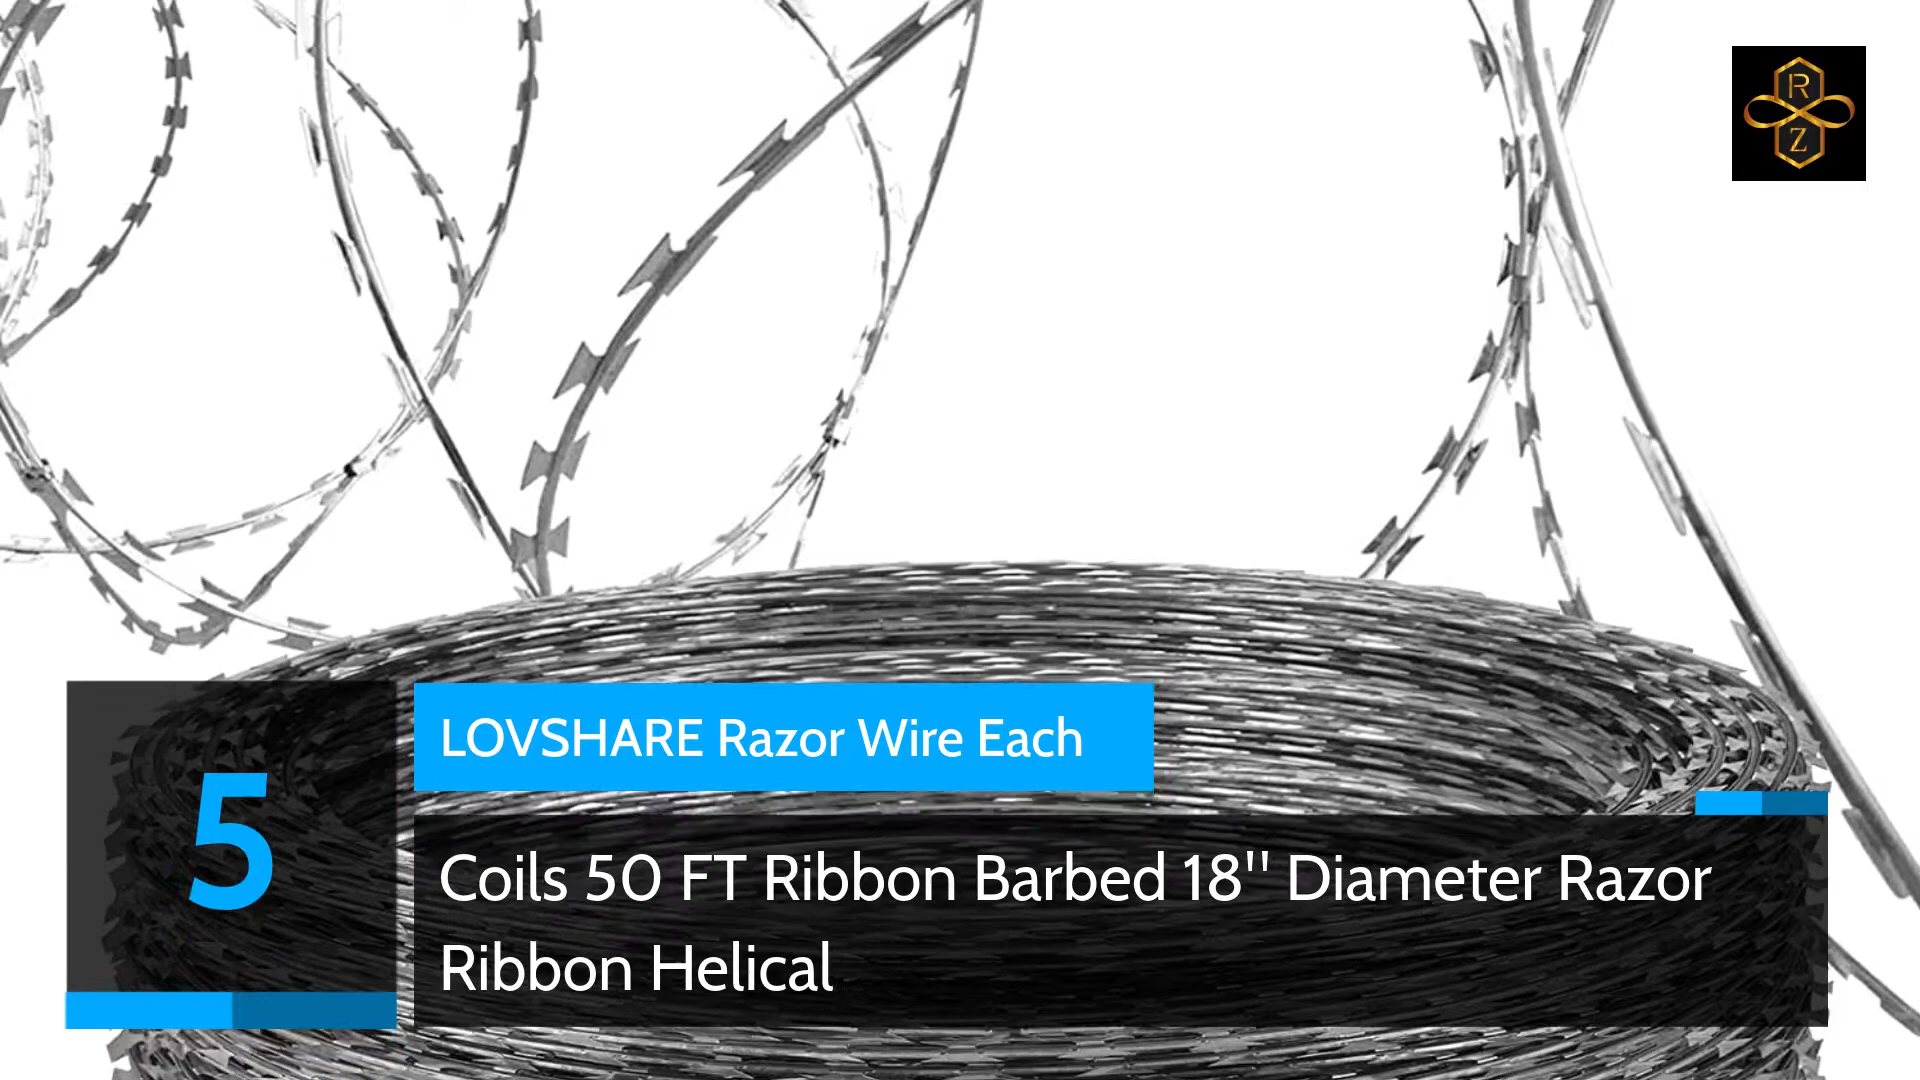 R
Z
LOVSHARE Razor Wire Each
5
Coils 50 FT Ribbon Barbed 18" Diameter Razor
Ribbon Helical